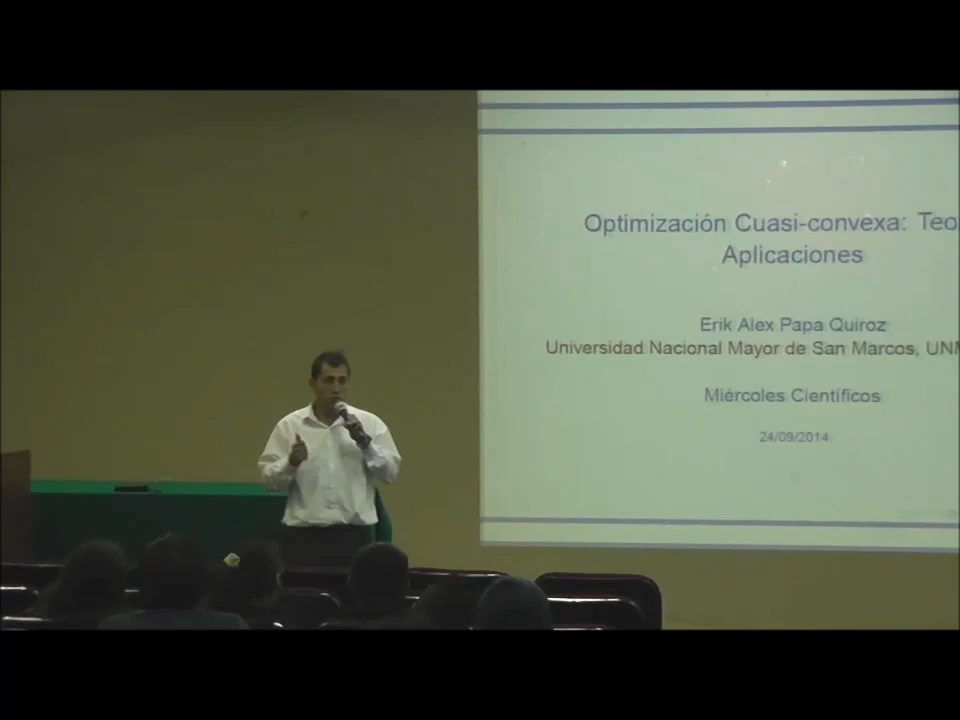 Optimización Cuasi-convexa: Teo
Aplicaciones
Erik Alex Papa Quiroz
Universidad Nacional Mayor de San Marcos, UNM
Miércoles Científicos
24/09/2014